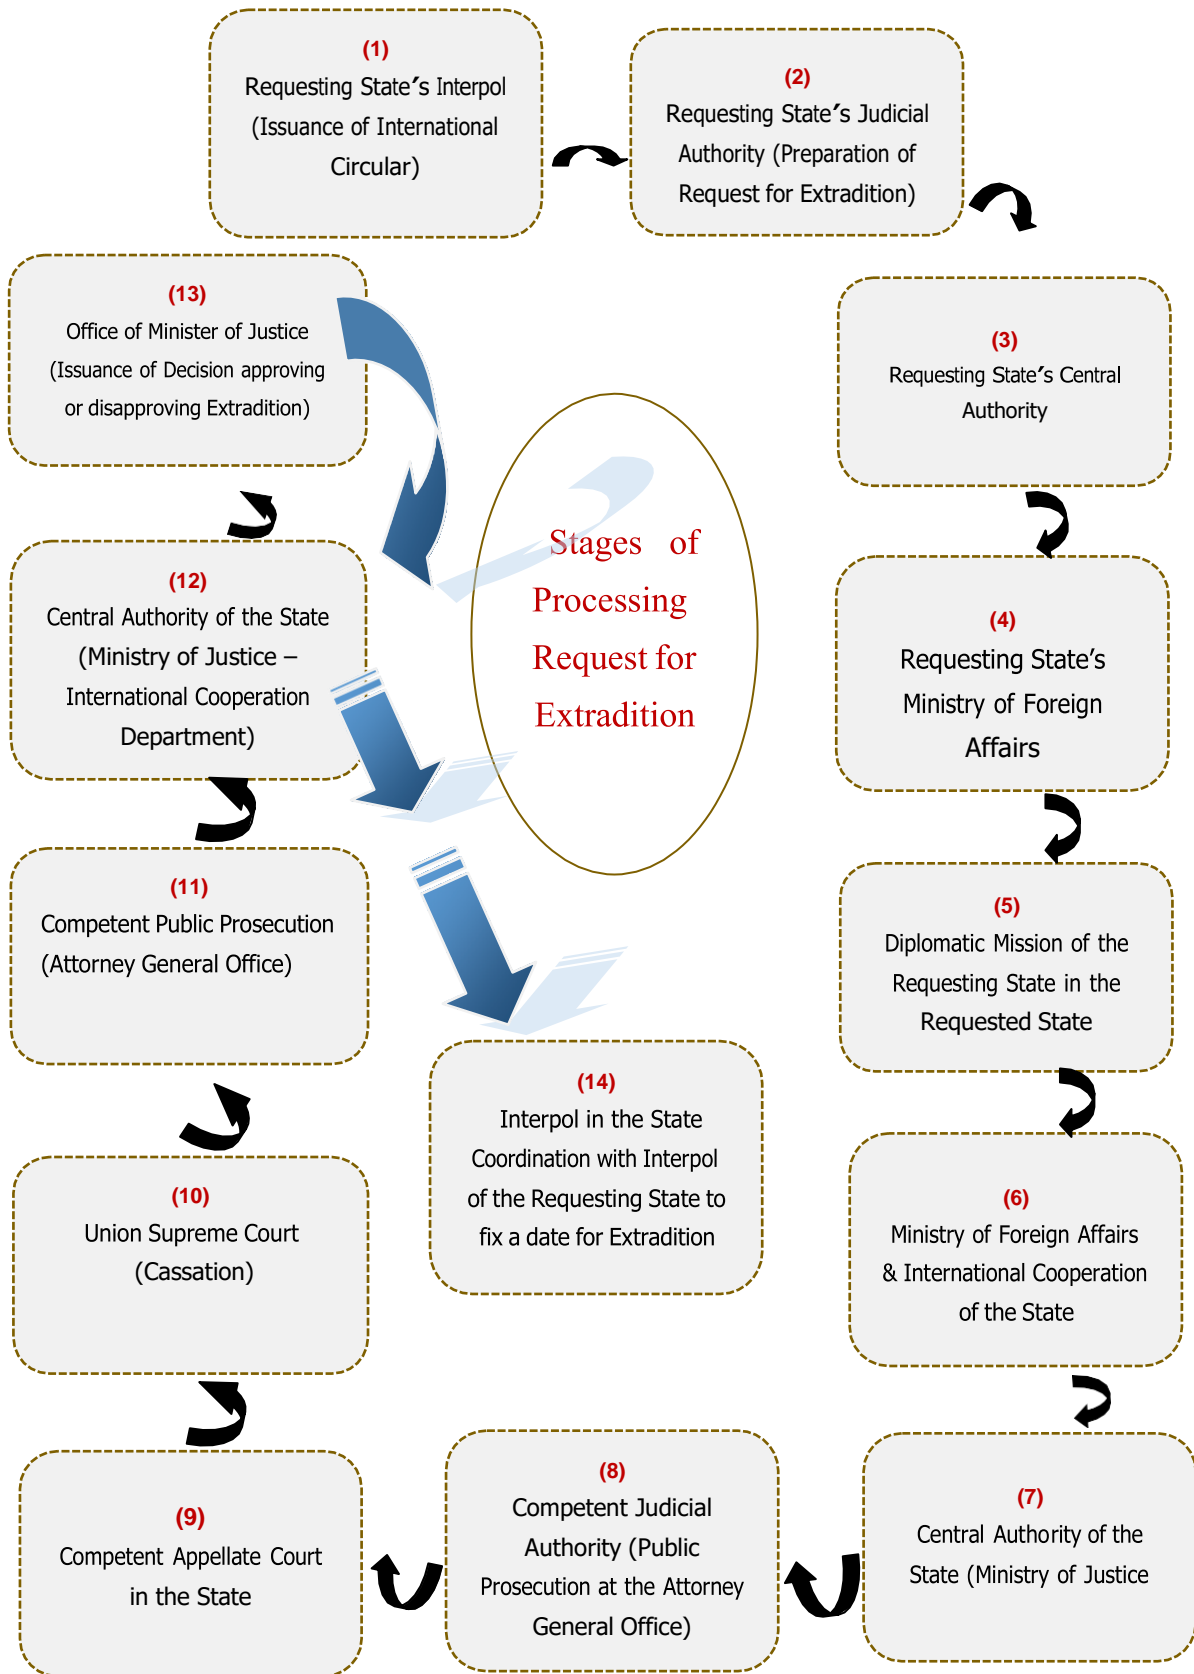 (1)
Requesting State′s Interpol
(Issuance of International
Circular)
(2)
Requesting State′s Judicial
Authority (Preparation of
Request for Extradition)
(3)
Requesting State′s Central
Authority
(4)
Requesting State's
Ministry of Foreign
Affairs
(5)
Diplomatic Mission of the
Requesting State in the
Requested State
(6)
Ministry of Foreign Affairs
& International Cooperation
of the State
(7)
Central Authority of the
State (Ministry of Justice
(8)
Competent Judicial
Authority (Public
Prosecution at the Attorney
General Office)
(9)
Competent Appellate Court
in the State
(10)
Union Supreme Court
(Cassation)
(11)
Competent Public Prosecution
(Attorney General Office)
(12)
Central Authority of the State
(Ministry of Justice –
International Cooperation
Department)
(13)
Office of Minister of Justice
(Issuance of Decision approving
or disapproving Extradition)
(14)
Interpol in the State
Coordination with Interpol
of the Requesting State to
fix a date for Extradition
Stages of
Processing
Request for
Extradition